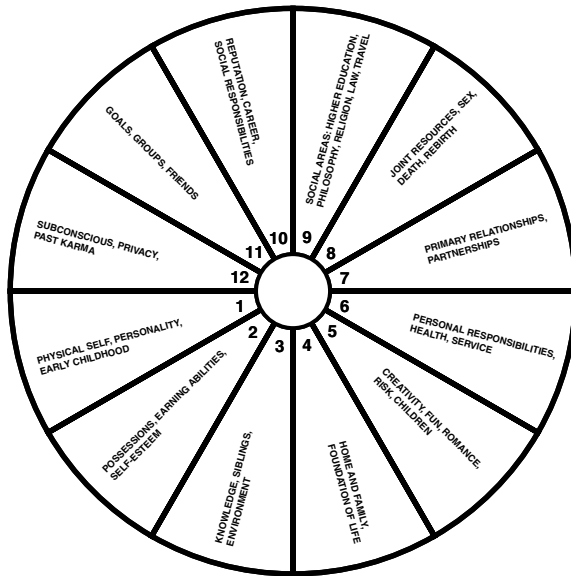 1
PHYSICAL SELF, PERSONALITY,
EARLY CHILDHOOD
2
POSSESSIONS, EARNING ABILITIES,
SELF-ESTEEM
3
KNOWLEDGE, SIBLINGS,
ENVIRONMENT
4
HOME AND FAMILY,
FOUNDATION OF LIFE
5
CREATIVITY, FUN, ROMANCE,
RISK, CHILDREN
6
PERSONAL RESPONSIBILITIES,
HEALTH, SERVICE
7
PRIMARY RELATIONSHIPS,
PARTNERSHIPS
8
JOINT RESOURCES, SEX,
DEATH, REBIRTH
9
SOCIAL AREAS: HIGHER EDUCATION,
PHILOSOPHY, RELIGION, LAW, TRAVEL
10
REPUTATION, CAREER,
SOCIAL RESPONSIBILITIES
11
GOALS, GROUPS, FRIENDS
12
SUBCONSCIOUS, PRIVACY,
PAST KARMA